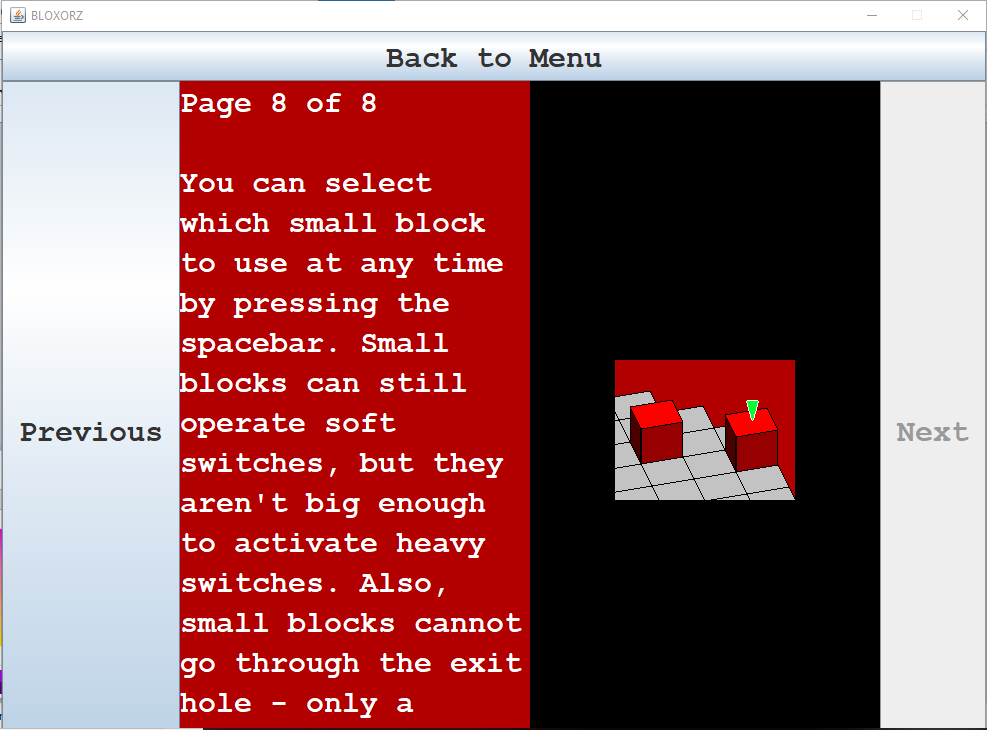 BLOXORZ
Back to Menu
Previous
Page 8 of 8
You can select
which small block
to use at any time
by pressing the
spacebar. Small
blocks can still
operate soft
switches, but they
aren't big enough
to activate heavy
switches. Also,
small blocks cannot
go through the exit
hole - only a
Next